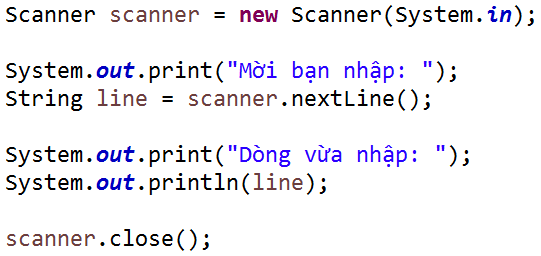 Scanner scanner = new Scanner(System.in);
System.out.print("Mời bạn nhập: ");
String line = scanner.nextLine();
System.out.print("Dòng vừa nhập: ");
System.out.println(line);
scanner.close();